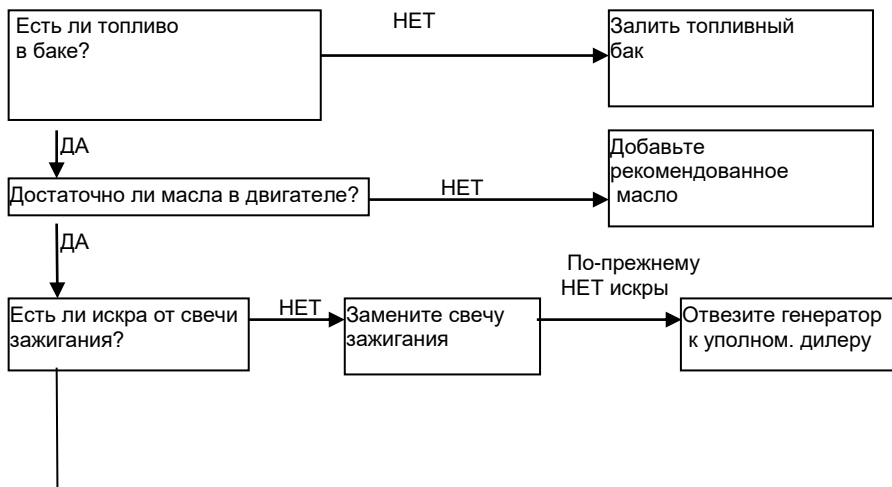 Есть ли топливо
в баке?
НЕТ
Залить топливный
бак
ДА
Достаточно ли масла в двигателе?
НЕТ
Добавьте
рекомендованное
масло
ДА
Есть ли искра от свечи
зажигания?
НЕТ
Замените свечу
зажигания
По-прежнему
НЕТ искры
Отвезите генератор
к уполном. дилеру